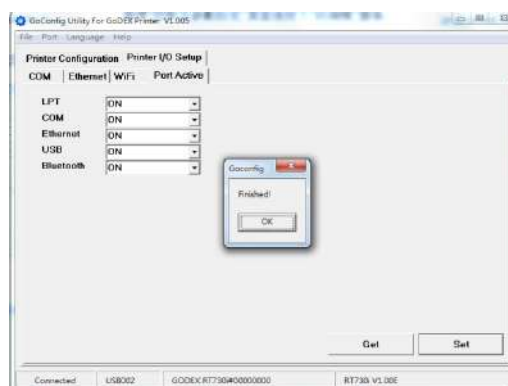 GoConfig Utility For GoDEX Printer V1.005
File Port Language Help
Printer Configuration Printer I/O Setup
COM Ethernet WiFi Port Active
LPT ON
COM ON
Ethernet ON
USB ON
Bluetooth ON
Goconfig
Finished!
OK
Get Set
Connected USB002 GODEX RT730i#00000000 RT730i V1.00E